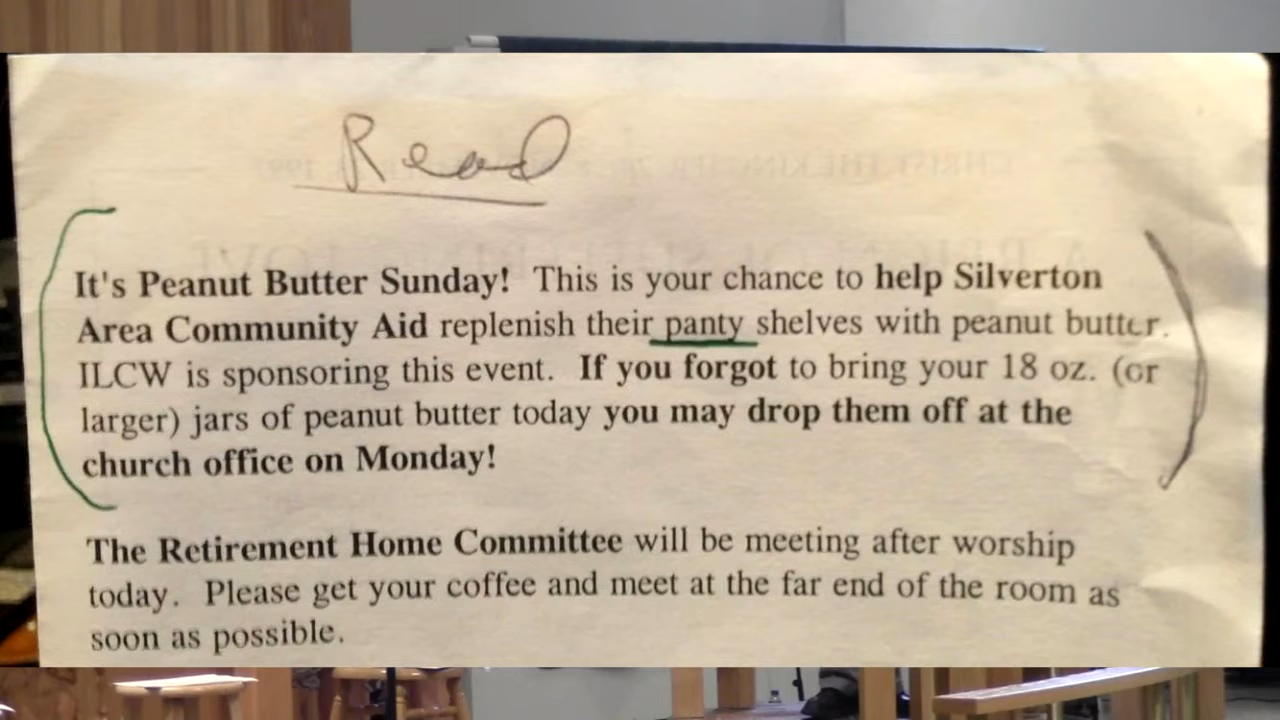 Read
It's Peanut Butter Sunday! This is your chance to help Silverton
Area Community Aid replenish their panty shelves with peanut butter.
ILCW is sponsoring this event. If you forgot to bring your 18 oz. (or
larger) jars of peanut butter today you may drop them off at the
church office on Monday!
The Retirement Home Committee will be meeting after worship
today. Please get your coffee and meet at the far end of the room as
soon as possible.